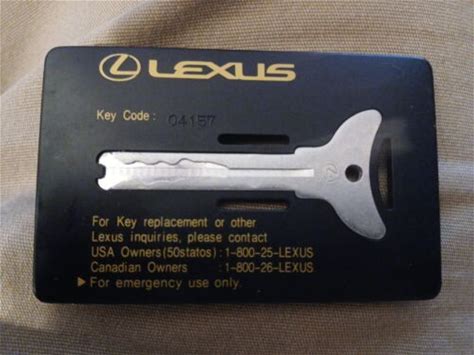 LEXUS
Key Code: 04157
For Key replacement or other
Lexus inquiries, please contact
USA Owners(50statos) : 1-800-25-LEXUS
Canadian Owners : 1-800-26-LEXUS
▶ For emergency use only.